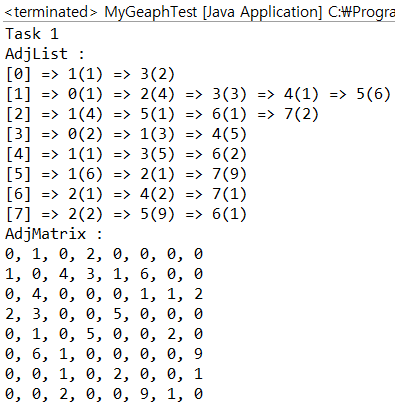 <terminated> MyGeaphTest [Java Application] C:\Progra
Task 1
AdjList :
[0] => 1(1) => 3(2)
[1] => 0(1) => 2(4) => 3(3) => 4(1) => 5(6)
[2] => 1(4) => 5(1) => 6(1) => 7(2)
[3] => 0(2) => 1(3) => 4(5)
[4] => 1(1) => 3(5) => 6(2)
[5] => 1(6) => 2(1) => 7(9)
[6] => 2(1) => 4(2) => 7(1)
[7] => 2(2) => 5(9) => 6(1)
AdjMatrix :
0, 1, 0, 2, 0, 0, 0, 0
1, 0, 4, 3, 1, 6, 0, 0
0, 4, 0, 0, 0, 1, 1, 2
2, 3, 0, 0, 5, 0, 0, 0
0, 1, 0, 5, 0, 0, 2, 0
0, 6, 1, 0, 0, 0, 0, 9
0, 0, 1, 0, 2, 0, 0, 1
0, 0, 2, 0, 0, 9, 1, 0